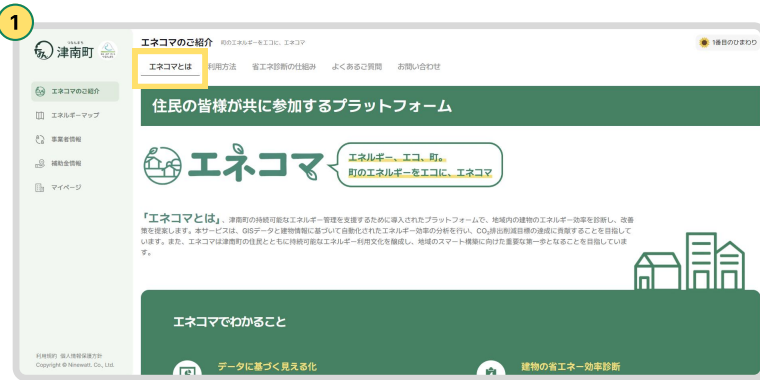 1
つなんまち
津南町
エネコマのご紹介 町のエネルギーをエコに、エネコマ
1番目のひまわり
エネコマとは 利用方法 省エネ診断の仕組み よくあるご質問 お問い合わせ
エネコマのご紹介
エネルギーマップ
事業者情報
補助金情報
マイページ
住民の皆様が共に参加するプラットフォーム
エネコマ
エネルギー、エコ、町。
町のエネルギーをエコに、エネコマ
「エネコマとは」、津南町の持続可能なエネルギー管理を支援するために導入されたプラットフォームで、地域内の建物のエネルギー効率を診断し、改善
策を提案します。本サービスは、GISデータと建物情報に基づいて自動化されたエネルギー効率の分析を行い、CO₂排出削減目標の達成に貢献することを目指して
います。また、エネコマは津南町の住民とともに持続可能なエネルギー利用文化を醸成し、地域のスマート構築に向けた重要な第一歩となることを目指していま
す。
エネコマでわかること
データに基づく見える化
建物の省エネー効率診断
利用規約 個人情報保護方針
Copyright © Ninewatt. Co., Ltd.